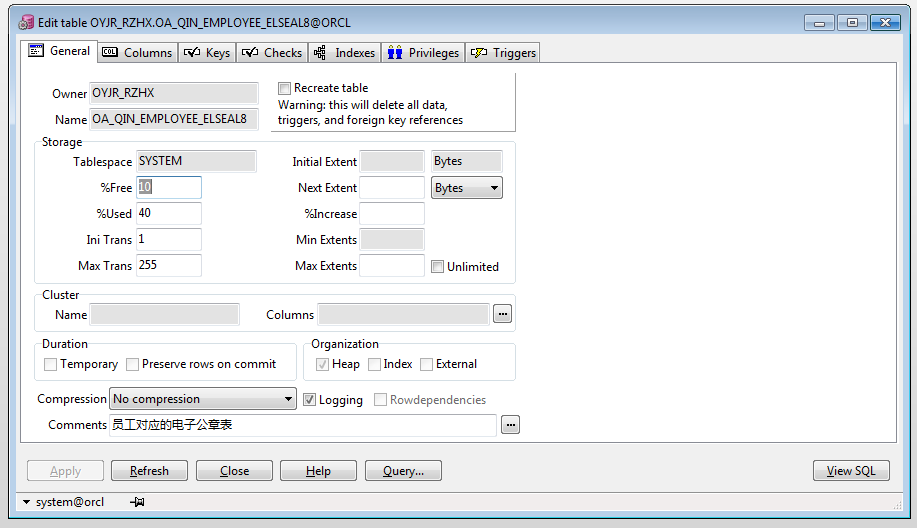 Edit table OYJR_RZHX.OA_QIN_EMPLOYEE_ELSEAL8@ORCL
General Columns Keys Checks Indexes Privileges Triggers
Owner OYJR_RZHX
Name OA_QIN_EMPLOYEE_ELSEAL8
Recreate table
Warning: this will delete all data,
triggers, and foreign key references
Storage
Tablespace SYSTEM Initial Extent Bytes
%Free 10 Next Extent Bytes
%Used 40 %Increase
Ini Trans 1 Min Extents
Max Trans 255 Max Extents Unlimited
Cluster
Name Columns ...
Duration
Temporary Preserve rows on commit
Organization
Heap Index External
Compression No compression Logging Rowdependencies
Comments 员工对应的电子公章表 ...
Apply Refresh Close Help Query... View SQL
system@orcl